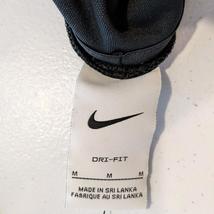 DRI-FIT
M M M
MADE IN SRI LANKA
FABRIQUÉ AU SRI LANKA